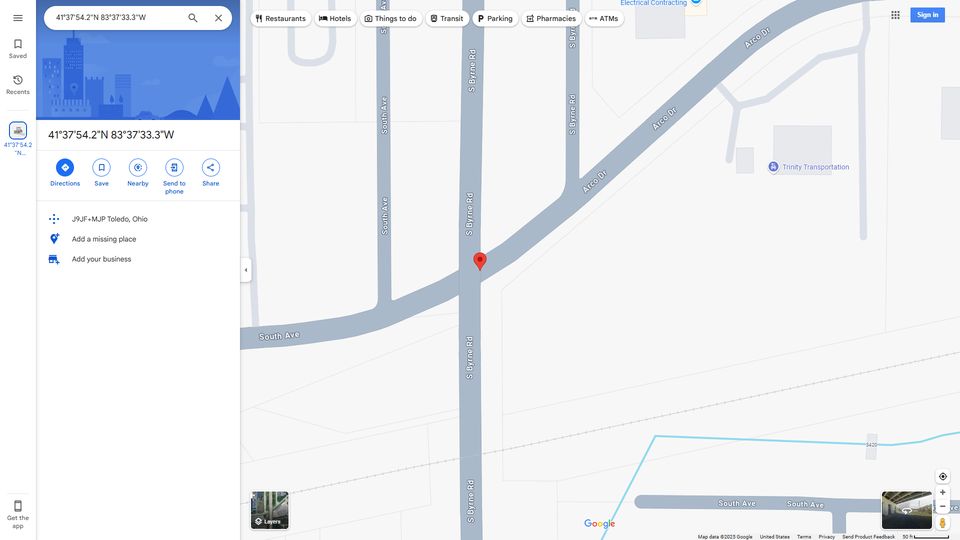 41°37'54.2"N 83°37'33.3"W
Restaurants
Hotels
Things to do
Transit
Parking
Pharmacies
ATMs
Sign in
Saved
Recents
41°37'54.2
"N...
Get the
app
41°37'54.2"N 83°37'33.3"W
Directions
Save
Nearby
Send to
phone
Share
J9JF+MJP Toledo, Ohio
Add a missing place
Add your business
Electrical Contracting
S Byrne Rd
South Ave
S Byrne Rd
Arco Dr
South Ave
Arco Dr
Trinity Transportation
Arco Dr
South Ave
S Byrne Rd
South Ave
S Byrne Rd
S Byrne Rd
South Ave
South Ave
Layers
Google
Map data ©2025 Google
United States
Terms
Privacy
Send Product Feedback
50 ft